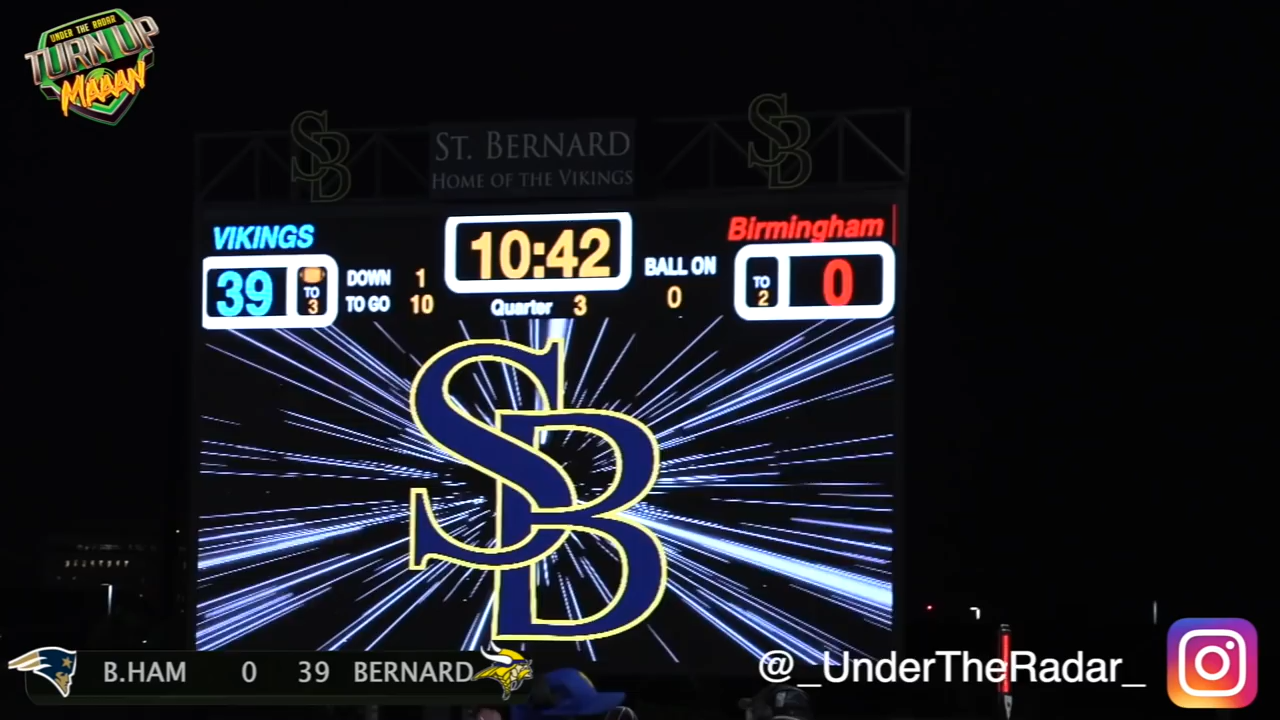 UNDER THE RADAR
TURN UP
MAAAN
SB
ST. BERNARD
HOME OF THE VIKINGS
SB
VIKINGS
39
TO
3
DOWN 1
TO GO 10
10:42
Quarter 3
BALL ON
0
Birmingham
TO
2
0
SB
B.HAM 0 39 BERNARD
@_UnderTheRadar_